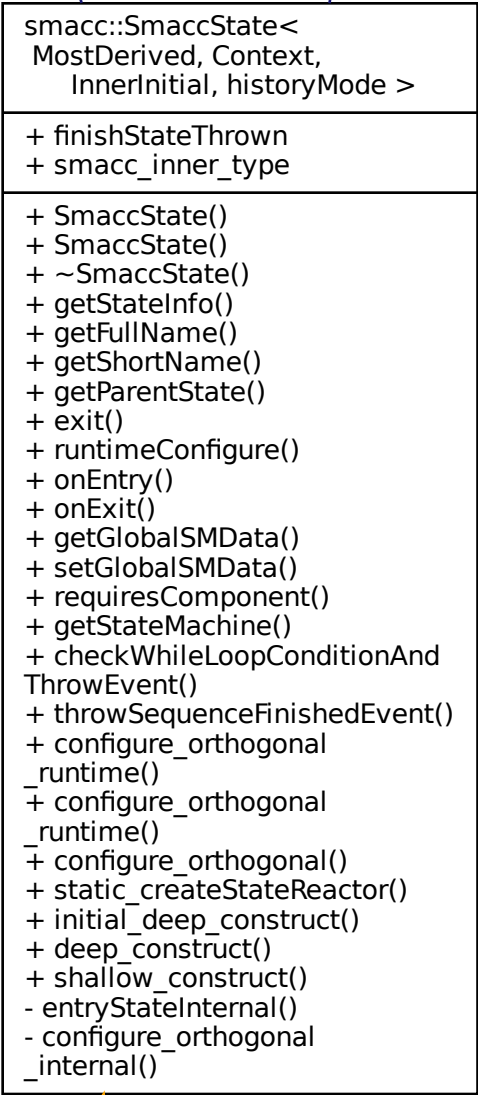 smacc::SmaccState<
MostDerived, Context,
InnerInitial, historyMode >
+ finishStateThrown
+ smacc_inner_type
+ SmaccState()
+ SmaccState()
+ ~SmaccState()
+ getStateInfo()
+ getFullName()
+ getShortName()
+ getParentState()
+ exit()
+ runtimeConfigure()
+ onEntry()
+ onExit()
+ getGlobalSMData()
+ setGlobalSMData()
+ requiresComponent()
+ getStateMachine()
+ checkWhileLoopConditionAnd
ThrowEvent()
+ throwSequenceFinishedEvent()
+ configure_orthogonal
_runtime()
+ configure_orthogonal
_runtime()
+ configure_orthogonal()
+ static_createStateReactor()
+ initial_deep_construct()
+ deep_construct()
+ shallow_construct()
- entryStateInternal()
- configure_orthogonal
_internal()